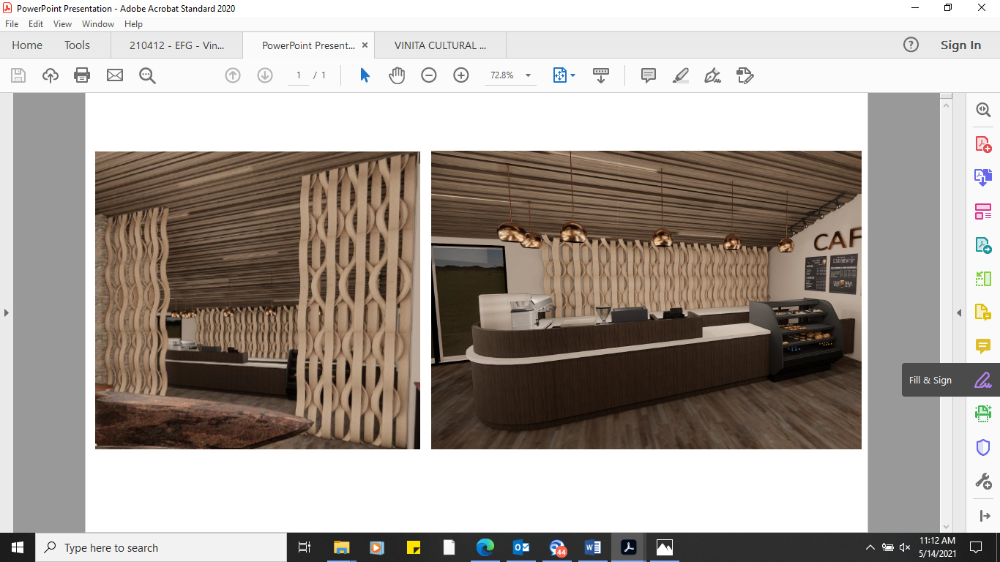 PowerPoint Presentation - Adobe Acrobat Standard 2020
File Edit View Window Help
Home Tools 210412 - EFG - Vin... PowerPoint Present... × VINITA CULTURAL ... Sign In
1 / 1 72.8%
CAF
Fill & Sign
Type here to search
44
11:12 AM
5/14/2021